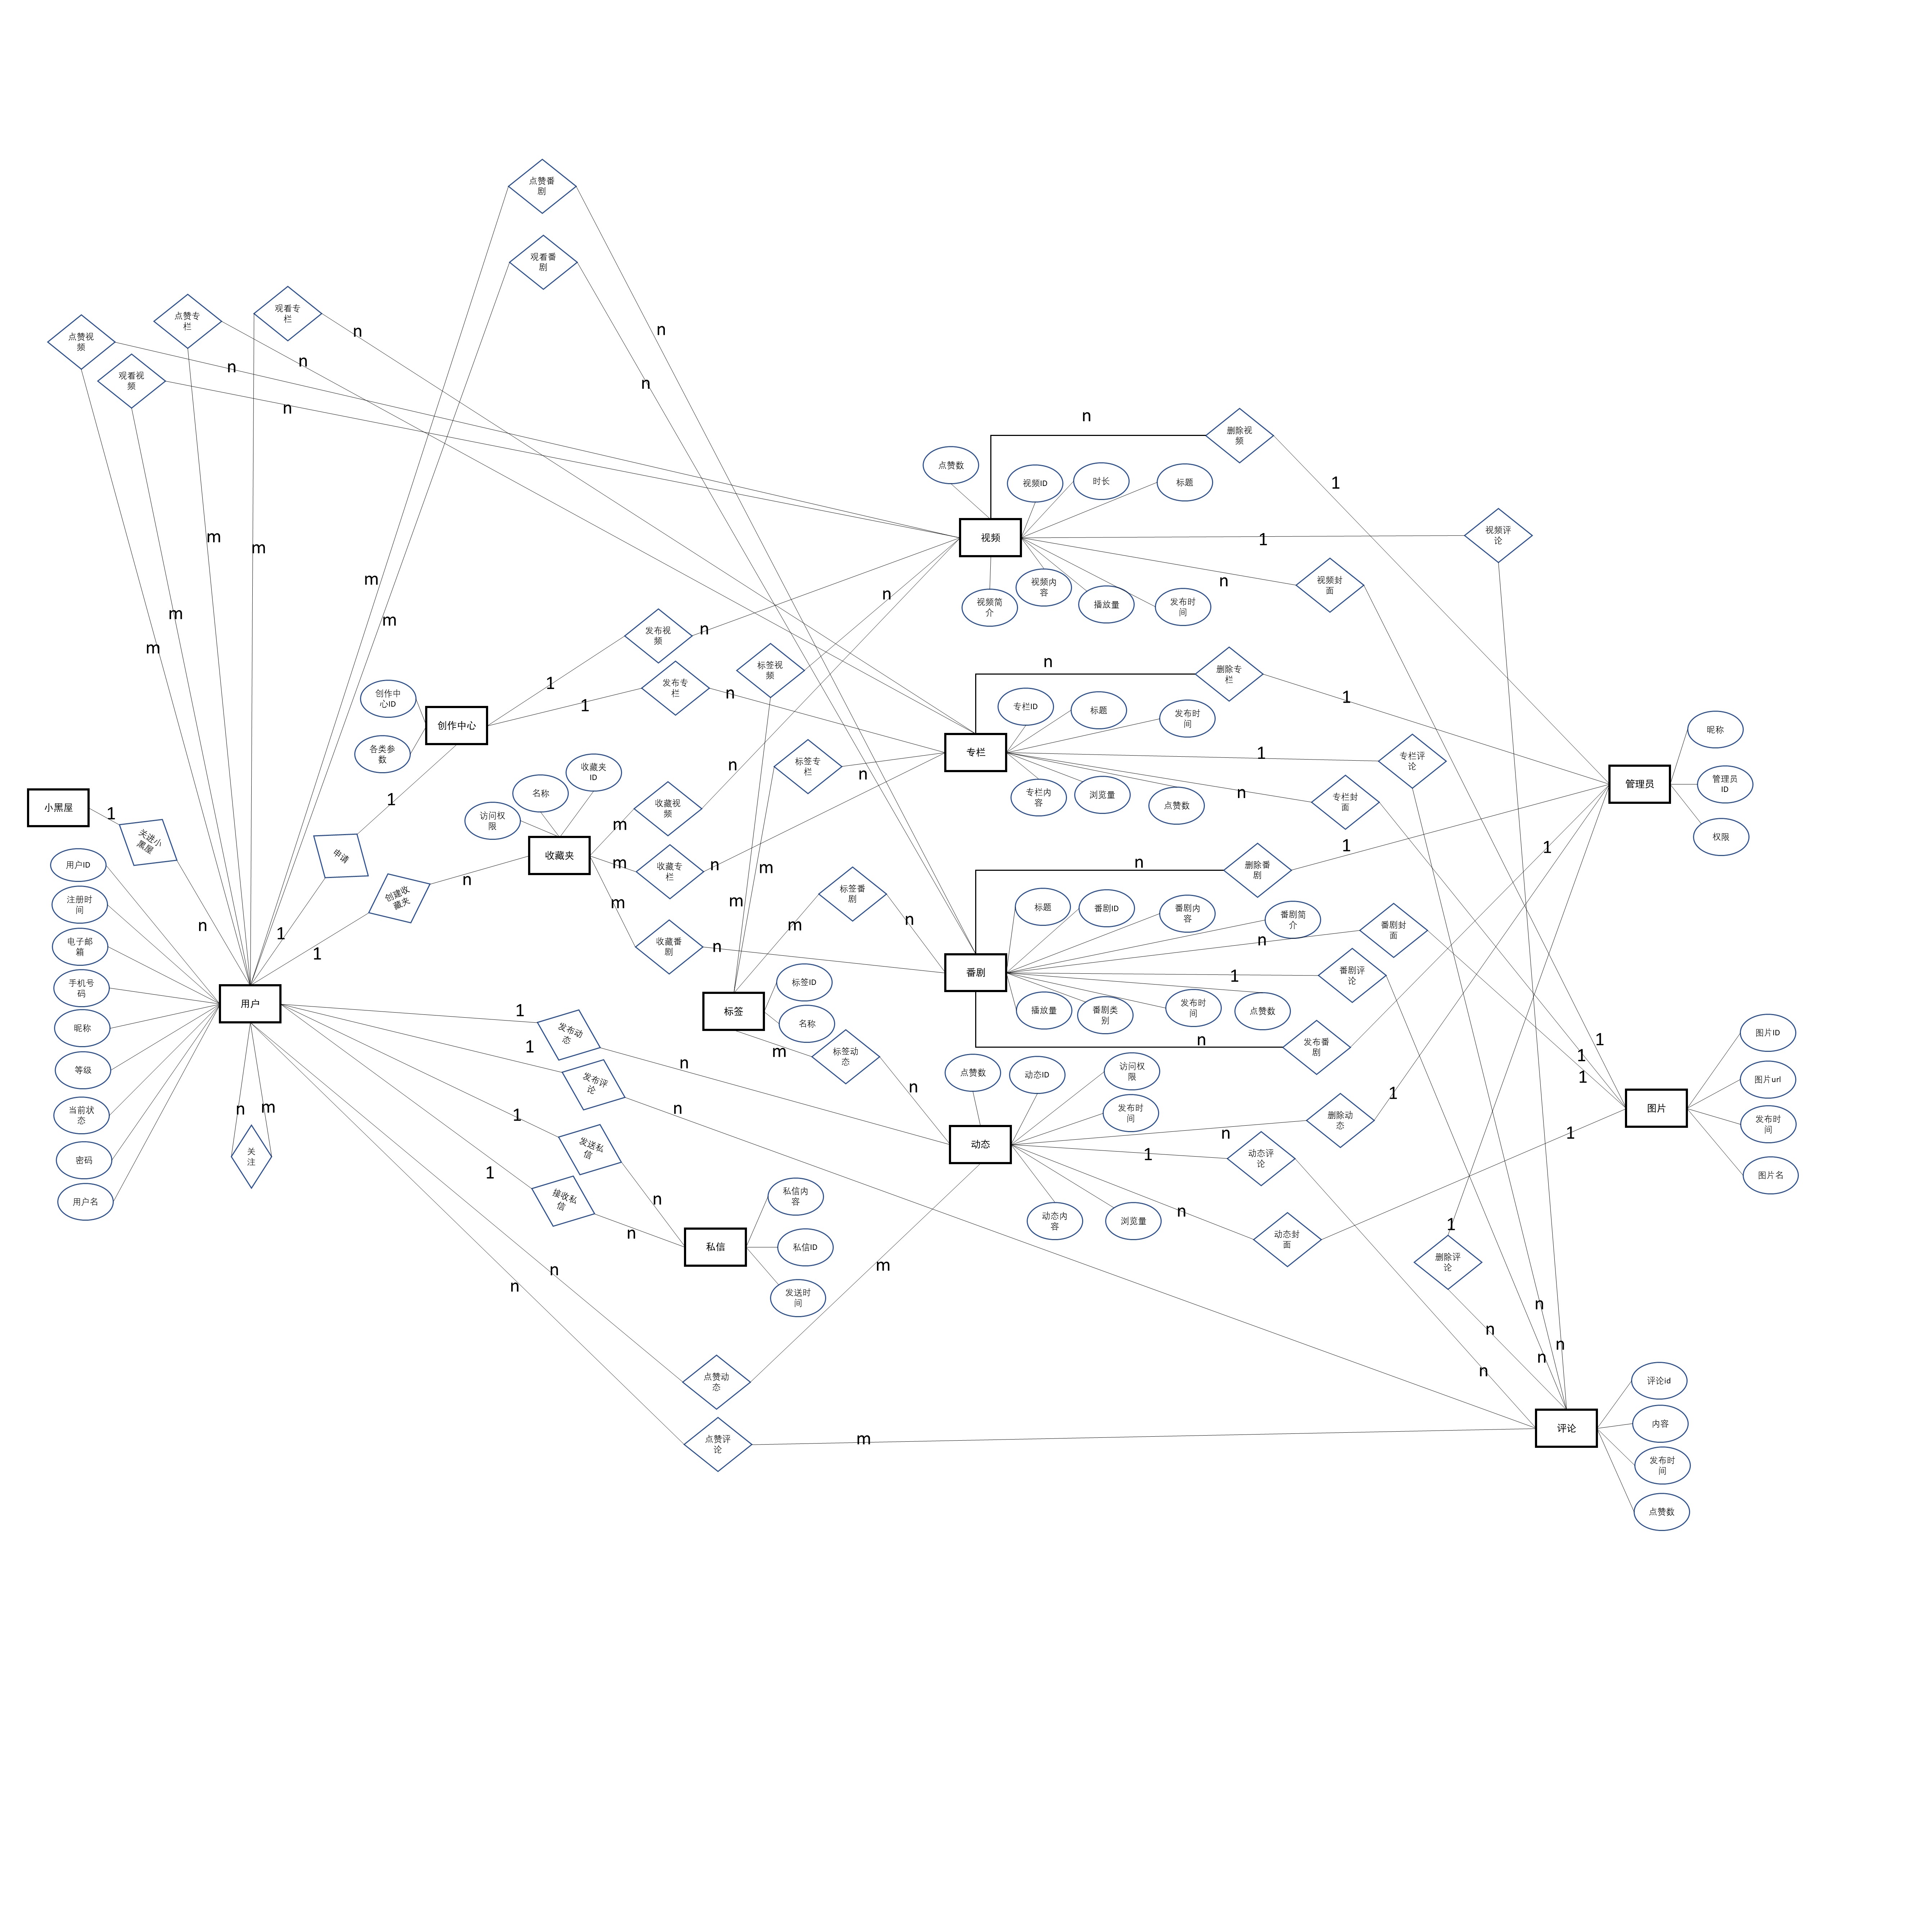 点赞番
剧
观看番
剧
观看专
栏
点赞专
栏
点赞视
频
观看视
频
n
n
n
n
n
n
m
m
m
m
m
m
n
删除视
频
1
点赞数
视频ID
时长
标题
视频
1
视频评
论
视频简
介
视频内
容
播放量
发布时
间
n
视频封
面
n
发布视
频
n
1
发布专
栏
n
1
标签视
频
创作中
心ID
创作中心
各类参
数
1
n
删除专
栏
1
专栏ID
标题
发布时
间
专栏
1
专栏评
论
n
专栏封
面
专栏内
容
浏览量
点赞数
标签专
栏
n
n
昵称
管理员
管理员
ID
权限
收藏夹
ID
名称
访问权
限
收藏夹
m
收藏视
频
m
收藏专
栏
n
m
收藏番
剧
n
小黑屋
1
关进小
黑屋
n
申请
1
创建收
藏夹
n
1
m
m
标签番
剧
m
n
n
删除番
剧
1
1
标题
番剧ID
番剧内
容
番剧简
介
n
番剧封
面
番剧
1
番剧评
论
播放量
番剧类
别
发布时
间
点赞数
n
发布番
剧
用户ID
注册时
间
电子邮
箱
手机号
码
昵称
等级
当前状
态
密码
用户名
用户
n
m
关
注
标签
标签ID
名称
m
标签动
态
n
1
发布动
态
n
1
发布评
论
n
1
发送私
信
n
1
接收私
信
n
私信
私信内
容
私信ID
发送时
间
点赞数
动态ID
访问权
限
发布时
间
动态
n
删除动
态
1
1
动态评
论
n
动态封
面
1
动态内
容
浏览量
1
1
1
图片
图片ID
图片url
发布时
间
图片名
1
删除评
论
n
n
n
n
n
n
n
m
点赞动
态
点赞评
论
m
评论
评论id
内容
发布时
间
点赞数